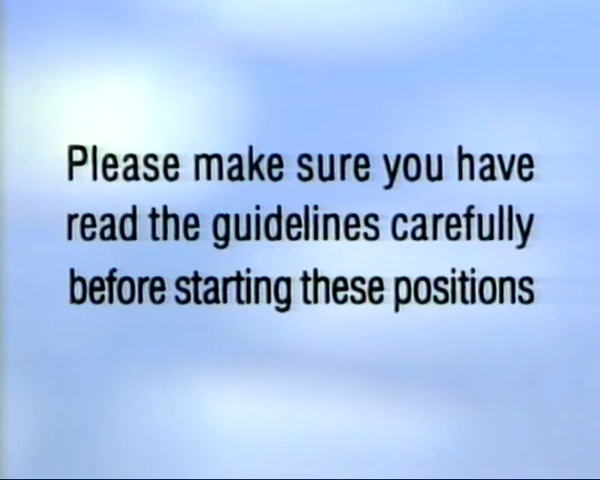 Please make sure you have
read the guidelines carefully
before starting these positions